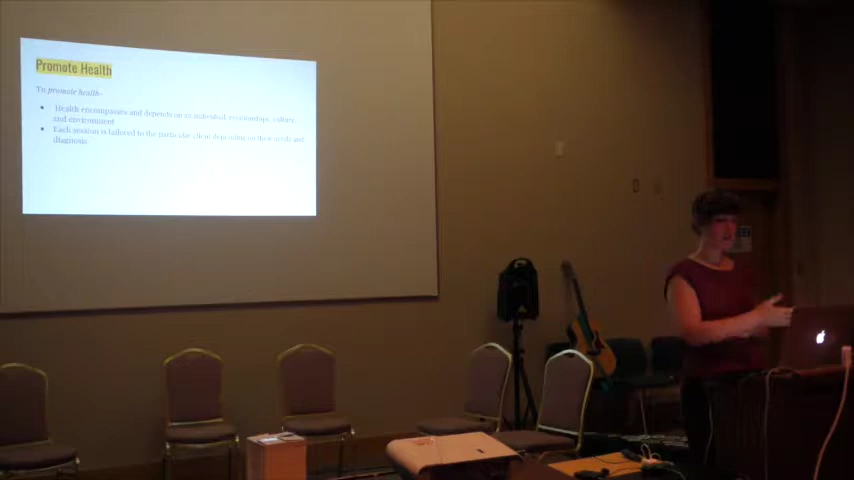 Promote Health
To promote health-
• Health encompasses and depends on an individual, relationships, culture,
and environment
• Each session is tailored to the particular client depending on their needs and
diagnosis